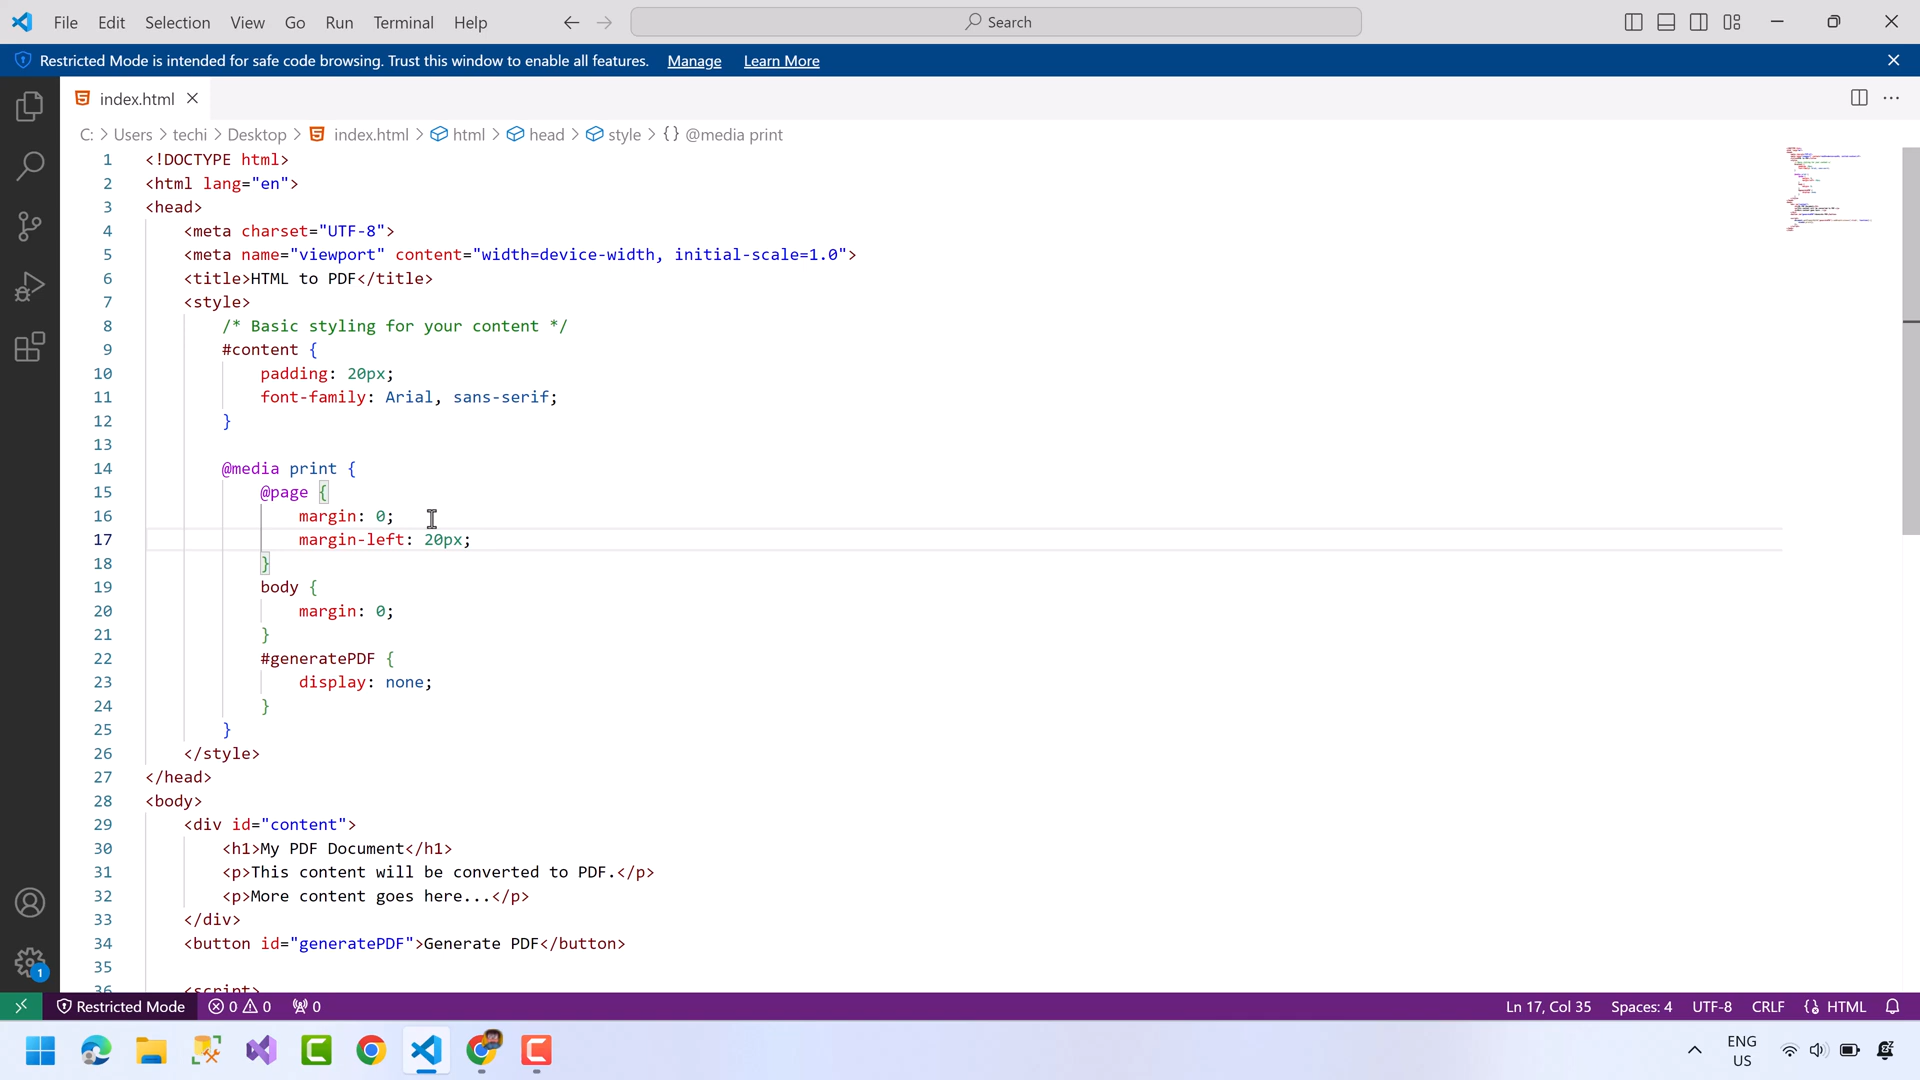 File Edit Selection View Go Run Terminal Help Search
Restricted Mode is intended for safe code browsing. Trust this window to enable all features. Manage Learn More
index.html
C: > Users > techi > Desktop > index.html > html > head > style > {} @media print
1 <!DOCTYPE html>
2 <html lang="en">
3 <head>
4 <meta charset="UTF-8">
5 <meta name="viewport" content="width=device-width, initial-scale=1.0">
6 <title>HTML to PDF</title>
7 <style>
8 /* Basic styling for your content */
9 #content {
10 padding: 20px;
11 font-family: Arial, sans-serif;
12 }
13
14 @media print {
15 @page {
16 margin: 0;
17 margin-left: 20px;
18 }
19 body {
20 margin: 0;
21 }
22 #generatePDF {
23 display: none;
24 }
25 }
26 </style>
27 </head>
28 <body>
29 <div id="content">
30 <h1>My PDF Document</h1>
31 <p>This content will be converted to PDF.</p>
32 <p>More content goes here...</p>
33 </div>
34 <button id="generatePDF">Generate PDF</button>
35
36 <script>
1
Restricted Mode 0 0 0 Ln 17, Col 35 Spaces: 4 UTF-8 CRLF {} HTML
ENG
US